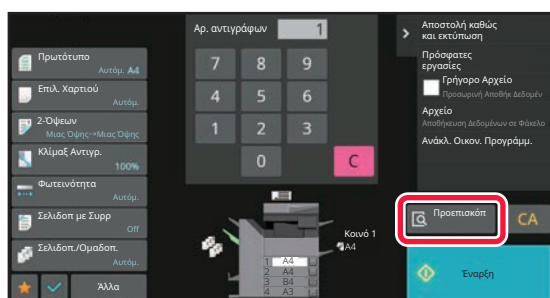 Πρωτότυπο
Αυτόμ. A4
Επιλ. Χαρτιού
Αυτόμ.
2-Όψεων
Μιας Όψης→Μιας Όψης
Κλίμαξ Αντιγρ.
100%
Φωτεινότητα
Αυτόμ.
Σελιδοπ με Συρρ
Off
Σελιδοπ./Ομαδοπ.
Αυτόμ.
Άλλα
Αρ. αντιγράφων 1
7 8 9
4 5 6
1 2 3
0 C
Κοινό 1
A4
1 A4
2 A4
3 B4
4 A3
Αποστολή καθώς
και εκτύπωση
Πρόσφατες
εργασίες
Γρήγορο Αρχείο
Προσωρινή Αποθήκ Δεδομέν
Αρχείο
Αποθήκευση Δεδομένων σε Φάκελο
Ανάκλ. Οικον. Προγράμμ.
Προεπισκόπ
CA
Έναρξη